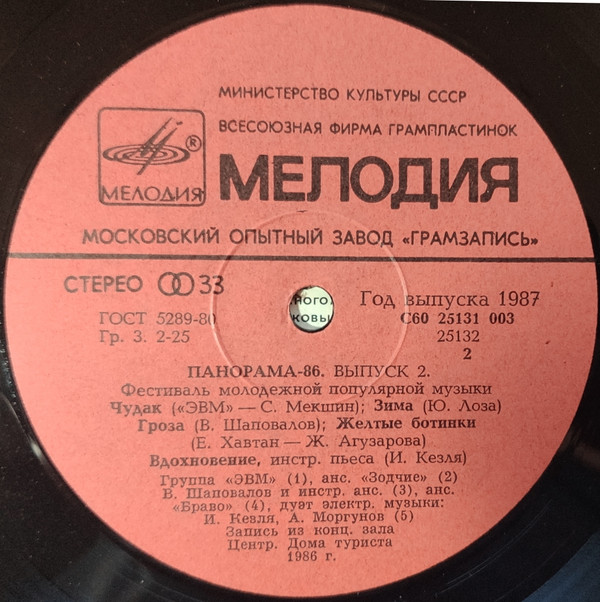 МИНИСТЕРСТВО КУЛЬТУРЫ СССР
ВСЕСОЮЗНАЯ ФИРМА ГРАМПЛАСТИНОК
®
МЕЛОДИЯ
МЕЛОДИЯ
МОСКОВСКИЙ ОПЫТНЫЙ ЗАВОД «ГРАМЗАПИСЬ»
СТЕРЕО 33
ного
ковы
Год выпуска 1987
ГОСТ 5289-80
С60 25131 003
Гр. 3. 2-25
25132
2
ПАНОРАМА-86. ВЫПУСК 2.
Фестиваль молодежной популярной музыки
Чудак («ЭВМ» — С. Мекшин); Зима (Ю. Лоза)
Гроза (В. Шаповалов); Желтые ботинки
(Е. Хавтан — Ж. Агузарова)
Вдохновение, инстр. пьеса (И. Кезля)
Группа «ЭВМ» (1), анс. «Зодчие» (2)
В. Шаповалов и инстр. анс. (3), анс.
«Браво» (4), дуэт электр. музыки:
И. Кезля, А. Моргунов (5)
Запись из конц. зала
Центр. Дома туриста
1986 г.